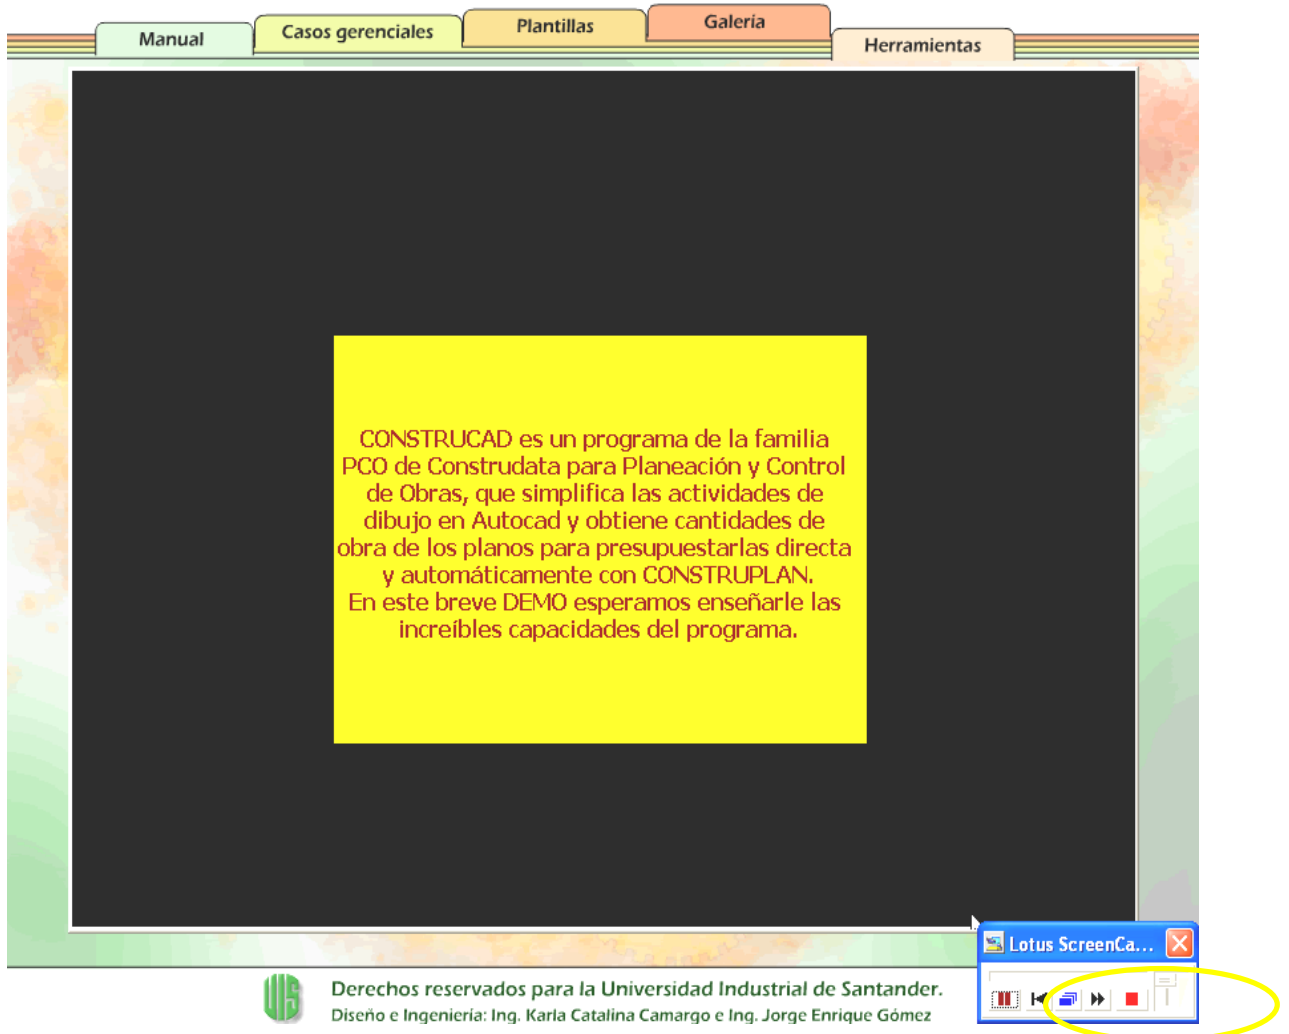 Manual
Casos gerenciales
Plantillas
Galería
Herramientas
CONSTRUCAD es un programa de la familia
PCO de Construdata para Planeación y Control
de Obras, que simplifica las actividades de
dibujo en Autocad y obtiene cantidades de
obra de los planos para presupuestarlas directa
y automáticamente con CONSTRUPLAN.
En este breve DEMO esperamos enseñarle las
increíbles capacidades del programa.
Lotus ScreenCa...
UIS
Derechos reservados para la Universidad Industrial de Santander.
Diseño e Ingeniería: Ing. Karla Catalina Camargo e Ing. Jorge Enrique Gómez